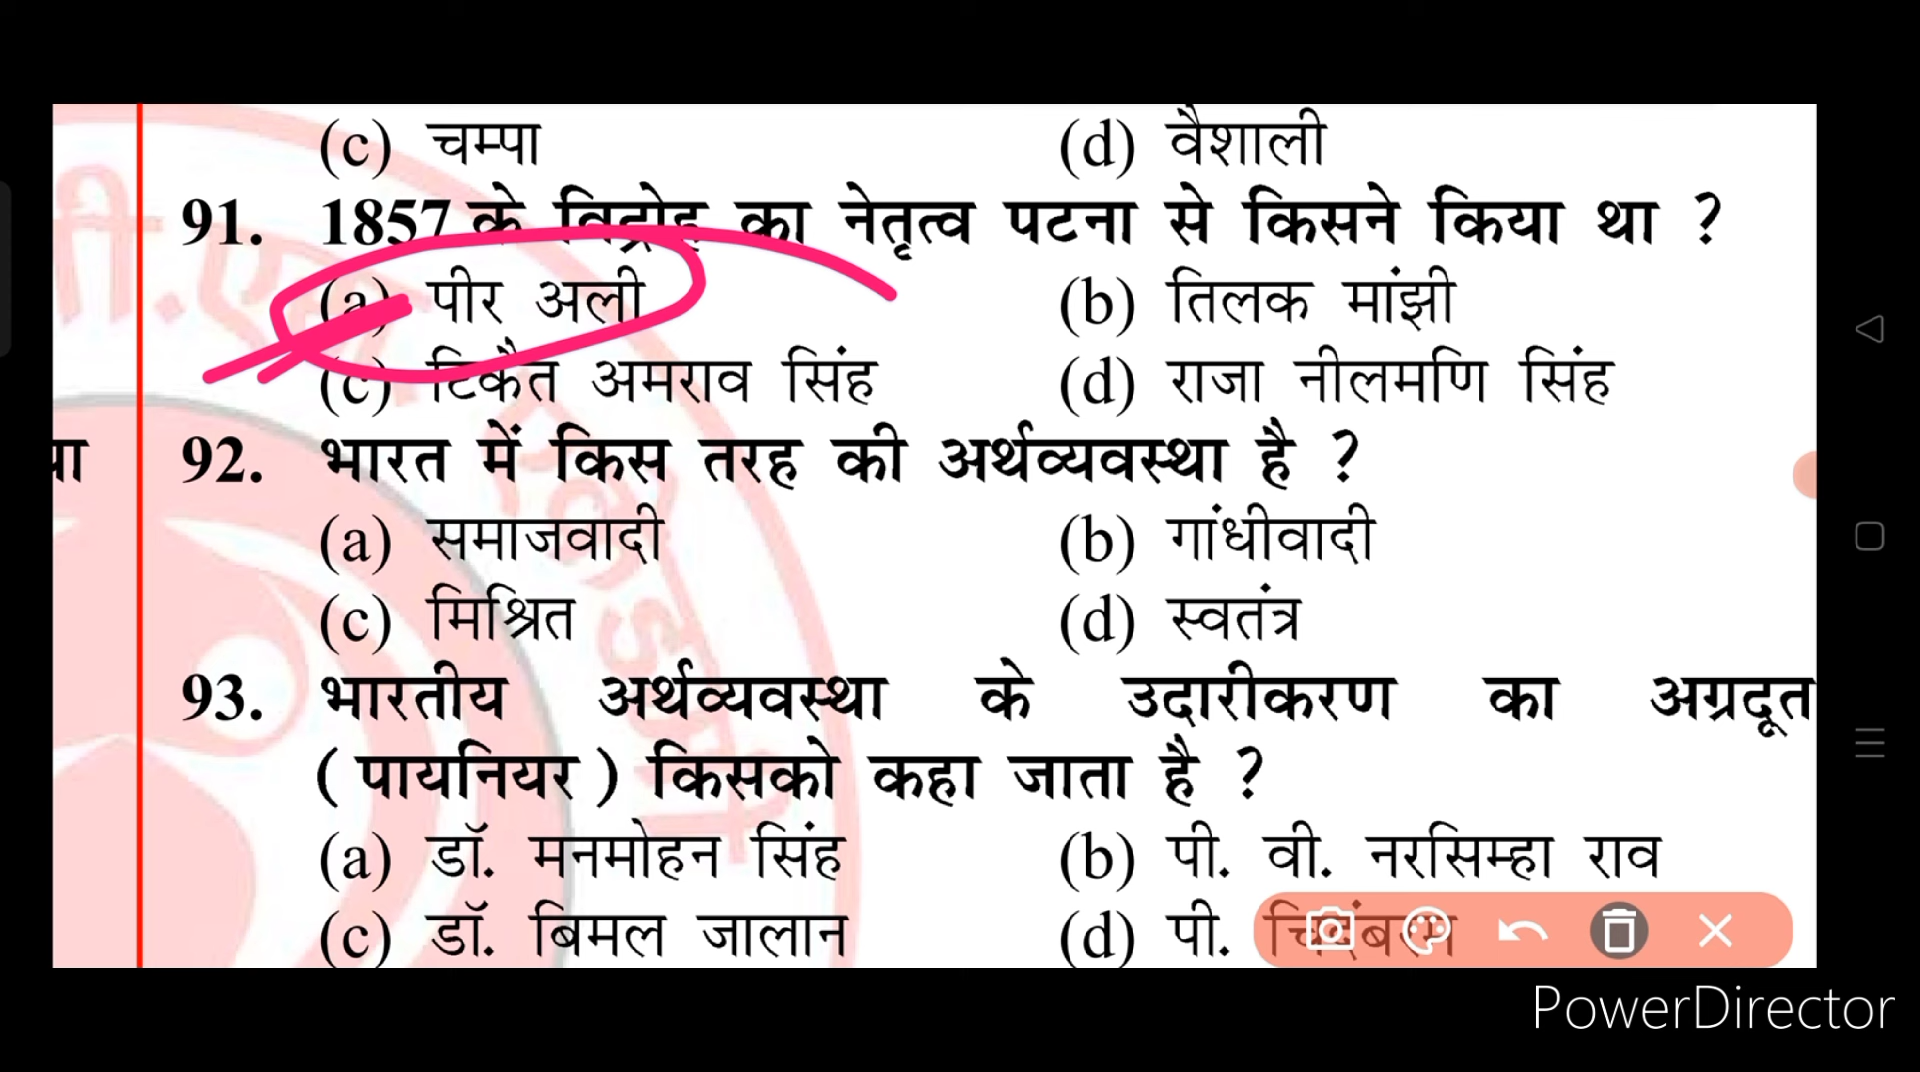 (c) चम्पा (d) वैशाली
91. 1857 के विद्रोह का नेतृत्व पटना से किसने किया था ?
(a) पीर अली (b) तिलक मांझी
(c) टिकैत अमराव सिंह (d) राजा नीलमणि सिंह
92. भारत में किस तरह की अर्थव्यवस्था है ?
(a) समाजवादी (b) गांधीवादी
(c) मिश्रित (d) स्वतंत्र
93. भारतीय अर्थव्यवस्था के उदारीकरण का अग्रदूत
( पायनियर ) किसको कहा जाता है ?
(a) डॉ. मनमोहन सिंह (b) पी. वी. नरसिम्हा राव
(c) डॉ. बिमल जालान (d) पी. चिदंबरम
PowerDirector